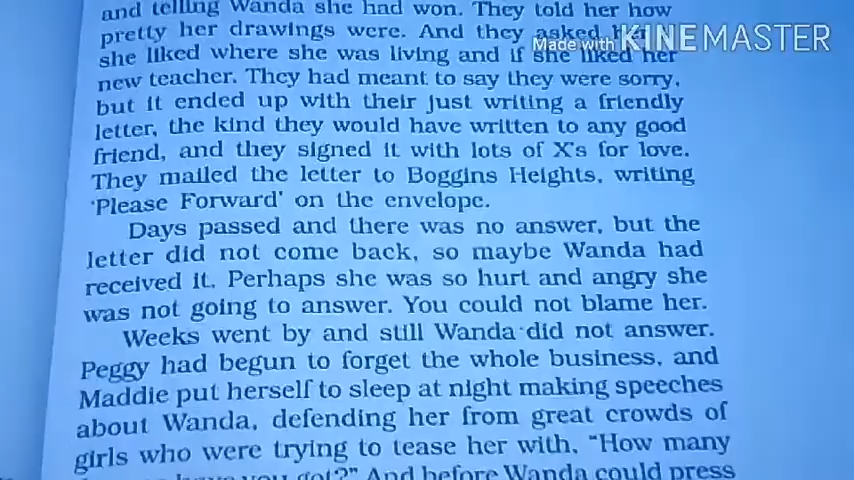 and telling Wanda she had won. They told her how
pretty her drawings were. And they asked her
Made with KINEMASTER
she liked where she was living and if she liked her
new teacher. They had meant to say they were sorry,
but it ended up with their just writing a friendly
letter, the kind they would have written to any good
friend, and they signed it with lots of X's for love.
They mailed the letter to Boggins Heights, writing
'Please Forward' on the envelope.
Days passed and there was no answer, but the
letter did not come back, so maybe Wanda had
received it. Perhaps she was so hurt and angry she
was not going to answer. You could not blame her.
Weeks went by and still Wanda did not answer.
Peggy had begun to forget the whole business, and
Maddie put herself to sleep at night making speeches
about Wanda, defending her from great crowds of
girls who were trying to tease her with, "How many
have you got?" And before Wanda could press